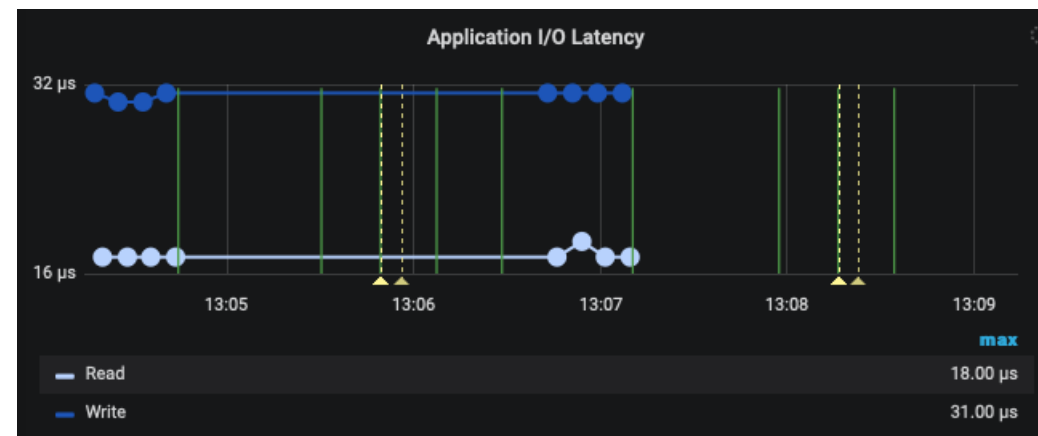 Application I/O Latency
32 µs
16 µs
13:05 13:06 13:07 13:08 13:09
max
Read 18.00 µs
Write 31.00 µs